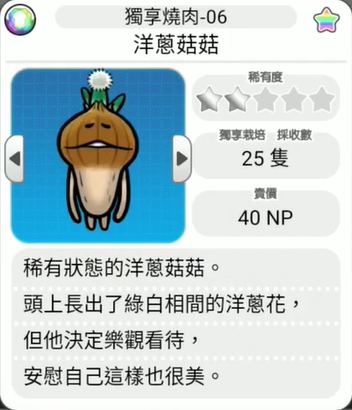 獨享燒肉-06
洋蔥菇菇
稀有度
獨享栽培 採收數
25 隻
賣價
40 NP
稀有狀態的洋蔥菇菇。
頭上長出了綠白相間的洋蔥花，
但他決定樂觀看待，
安慰自己這樣也很美。